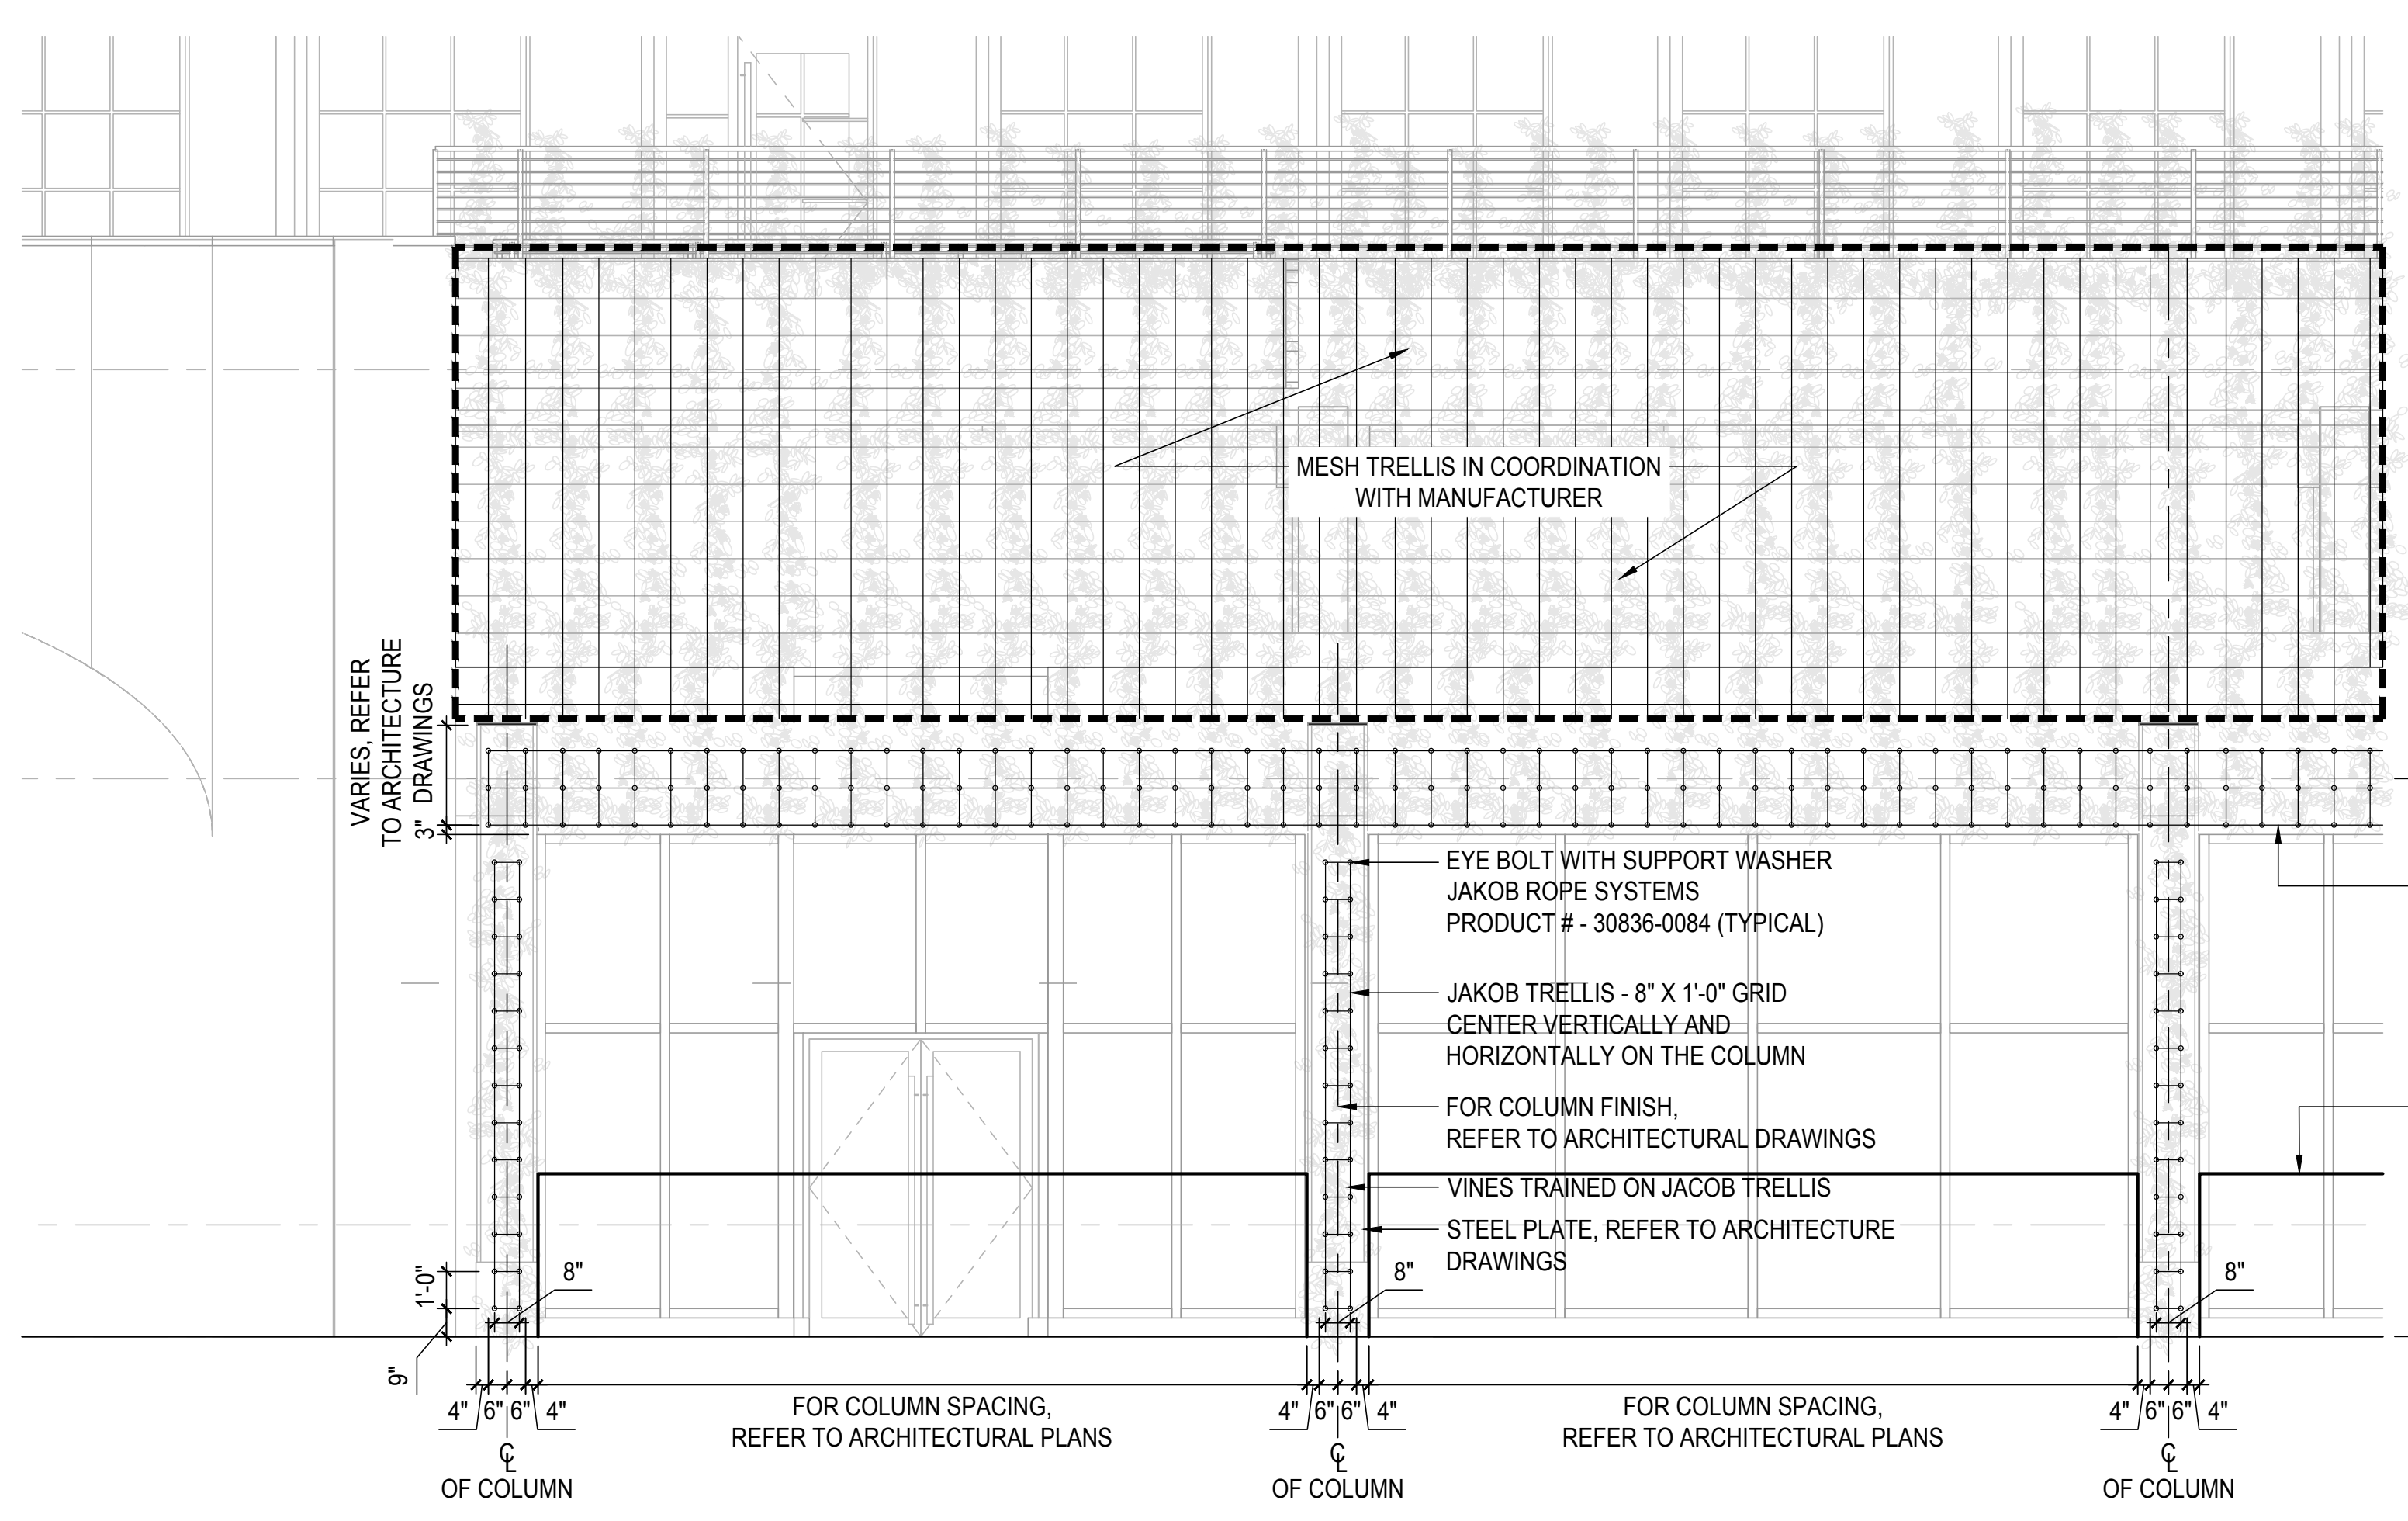 MESH TRELLIS IN COORDINATION
WITH MANUFACTURER
VARIES, REFER
TO ARCHITECTURE
DRAWINGS
3"
EYE BOLT WITH SUPPORT WASHER
JAKOB ROPE SYSTEMS
PRODUCT # - 30836-0084 (TYPICAL)
JAKOB TRELLIS - 8" X 1'-0" GRID
CENTER VERTICALLY AND
HORIZONTALLY ON THE COLUMN
FOR COLUMN FINISH,
REFER TO ARCHITECTURAL DRAWINGS
VINES TRAINED ON JACOB TRELLIS
STEEL PLATE, REFER TO ARCHITECTURE
DRAWINGS
1'-0"
8"
8"
8"
9"
4" 6" 6" 4"
FOR COLUMN SPACING,
REFER TO ARCHITECTURAL PLANS
4" 6" 6" 4"
FOR COLUMN SPACING,
REFER TO ARCHITECTURAL PLANS
4" 6" 6" 4"
℄
OF COLUMN
℄
OF COLUMN
℄
OF COLUMN